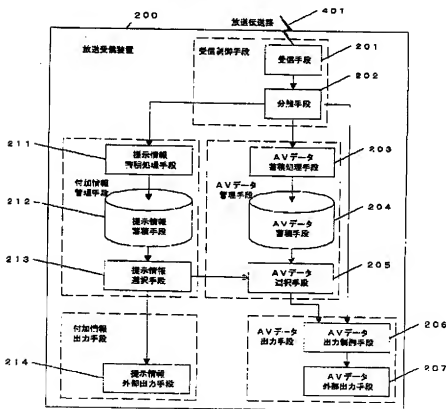 200
放送伝送路
401
放送受信装置
受信制御手段
受信手段
201
202
分離手段
211
提示情報
蓄積処理手段
AVデータ
蓄積処理手段
203
付加情報
管理手段
AVデータ
管理手段
212
提示情報
蓄積手段
AVデータ
蓄積手段
204
213
提示情報
選択手段
AVデータ
選択手段
205
付加情報
出力手段
AVデータ
出力手段
AVデータ
出力制御手段
206
214
提示情報
外部出力手段
AVデータ
外部出力手段
207